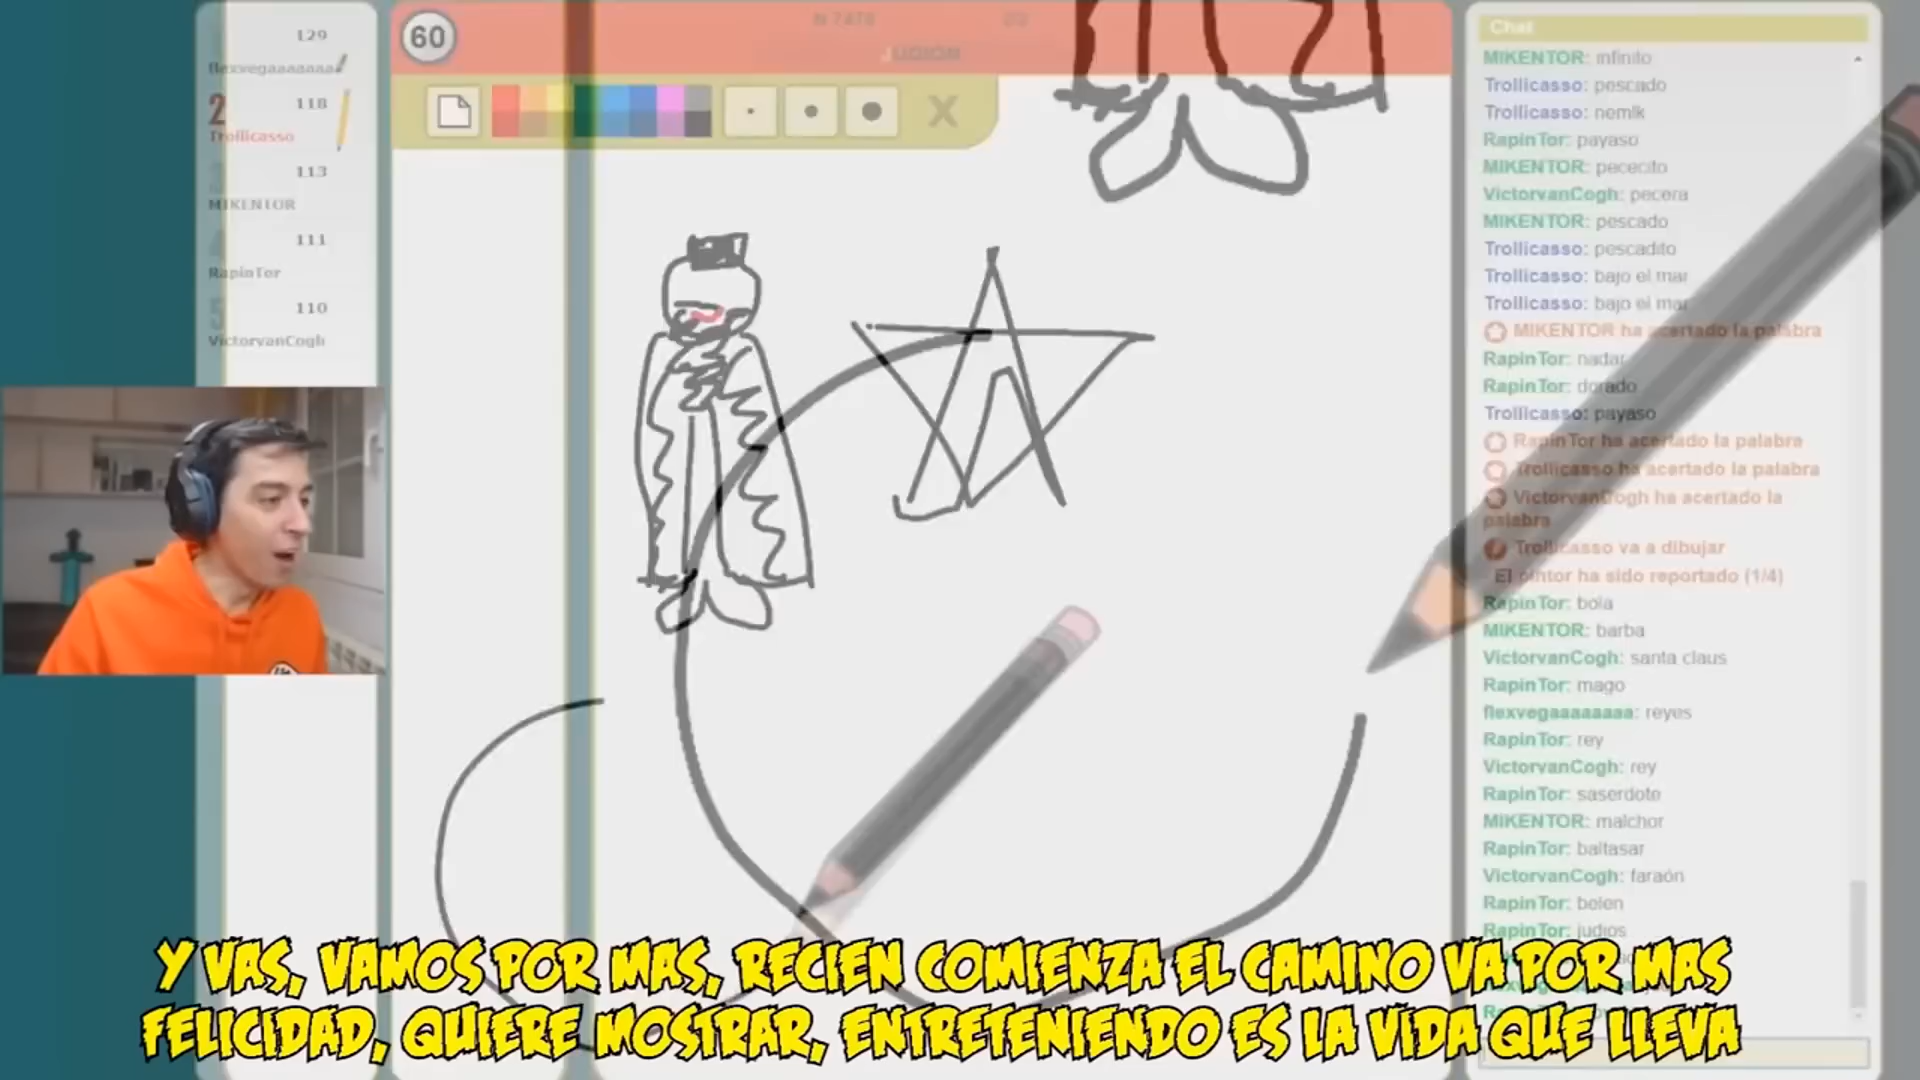 129
flexvegaaaaaaa
2
118
Trollicasso
113
MIKENTOR
111
RapinTor
5
110
VictorvanCogh
60
X
Chat
MIKENTOR: infinito
Trollicasso: pescado
Trollicasso: nemik
RapinTor: payaso
MIKENTOR: pececito
VictorvanCogh: pecera
MIKENTOR: pescado
Trollicasso: pescadito
Trollicasso: bajo el mar
Trollicasso: bajo el mar
MIKENTOR ha acertado la palabra
RapinTor: nadar
RapinTor: dorado
Trollicasso: payaso
RapinTor ha acertado la palabra
Trollicasso ha acertado la palabra
VictorvanCogh ha acertado la
palabra
Trollicasso va a dibujar
El pintor ha sido reportado (1/4)
RapinTor: bola
MIKENTOR: barba
VictorvanCogh: santa claus
RapinTor: mago
flexvegaaaaaaaa: reyes
RapinTor: rey
VictorvanCogh: rey
RapinTor: saserdote
MIKENTOR: malchor
RapinTor: baltasar
VictorvanCogh: faraón
RapinTor: belen
RapinTor: judios
Y VAS, VAMOS POR MAS, RECIEN COMIENZA EL CAMINO VA POR MAS
FELICIDAD, QUIERE MOSTRAR, ENTRETENIENDO ES LA VIDA QUE LLEVA